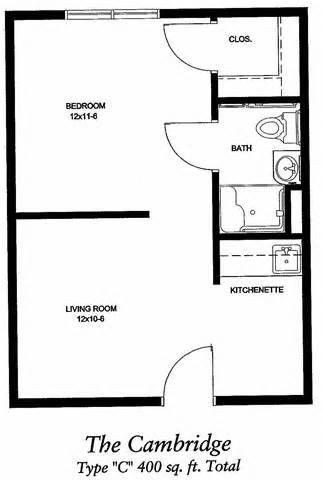 CLOS.
BEDROOM
12x11-6
BATH
KITCHENETTE
LIVING ROOM
12x10-6
The Cambridge
Type "C" 400 sq. ft. Total